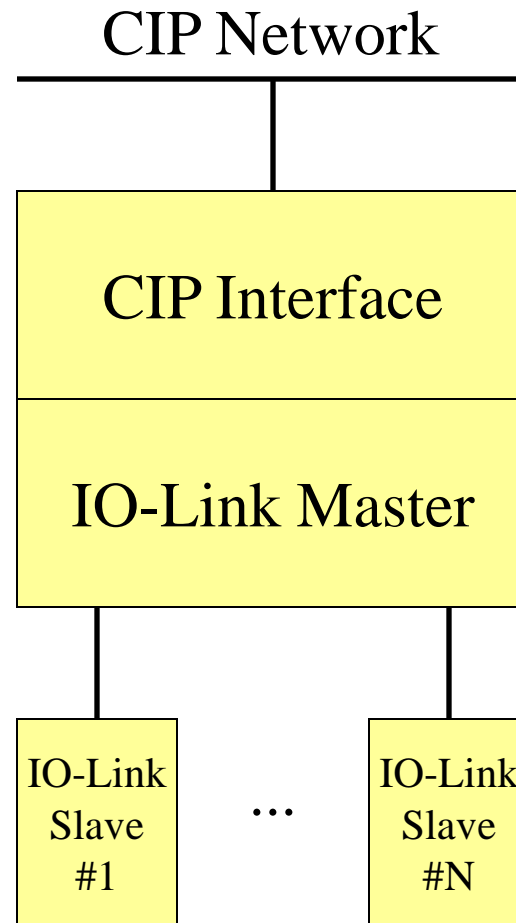 CIP Network
CIP Interface
IO-Link Master
IO-Link
Slave
#1
...
IO-Link
Slave
#N